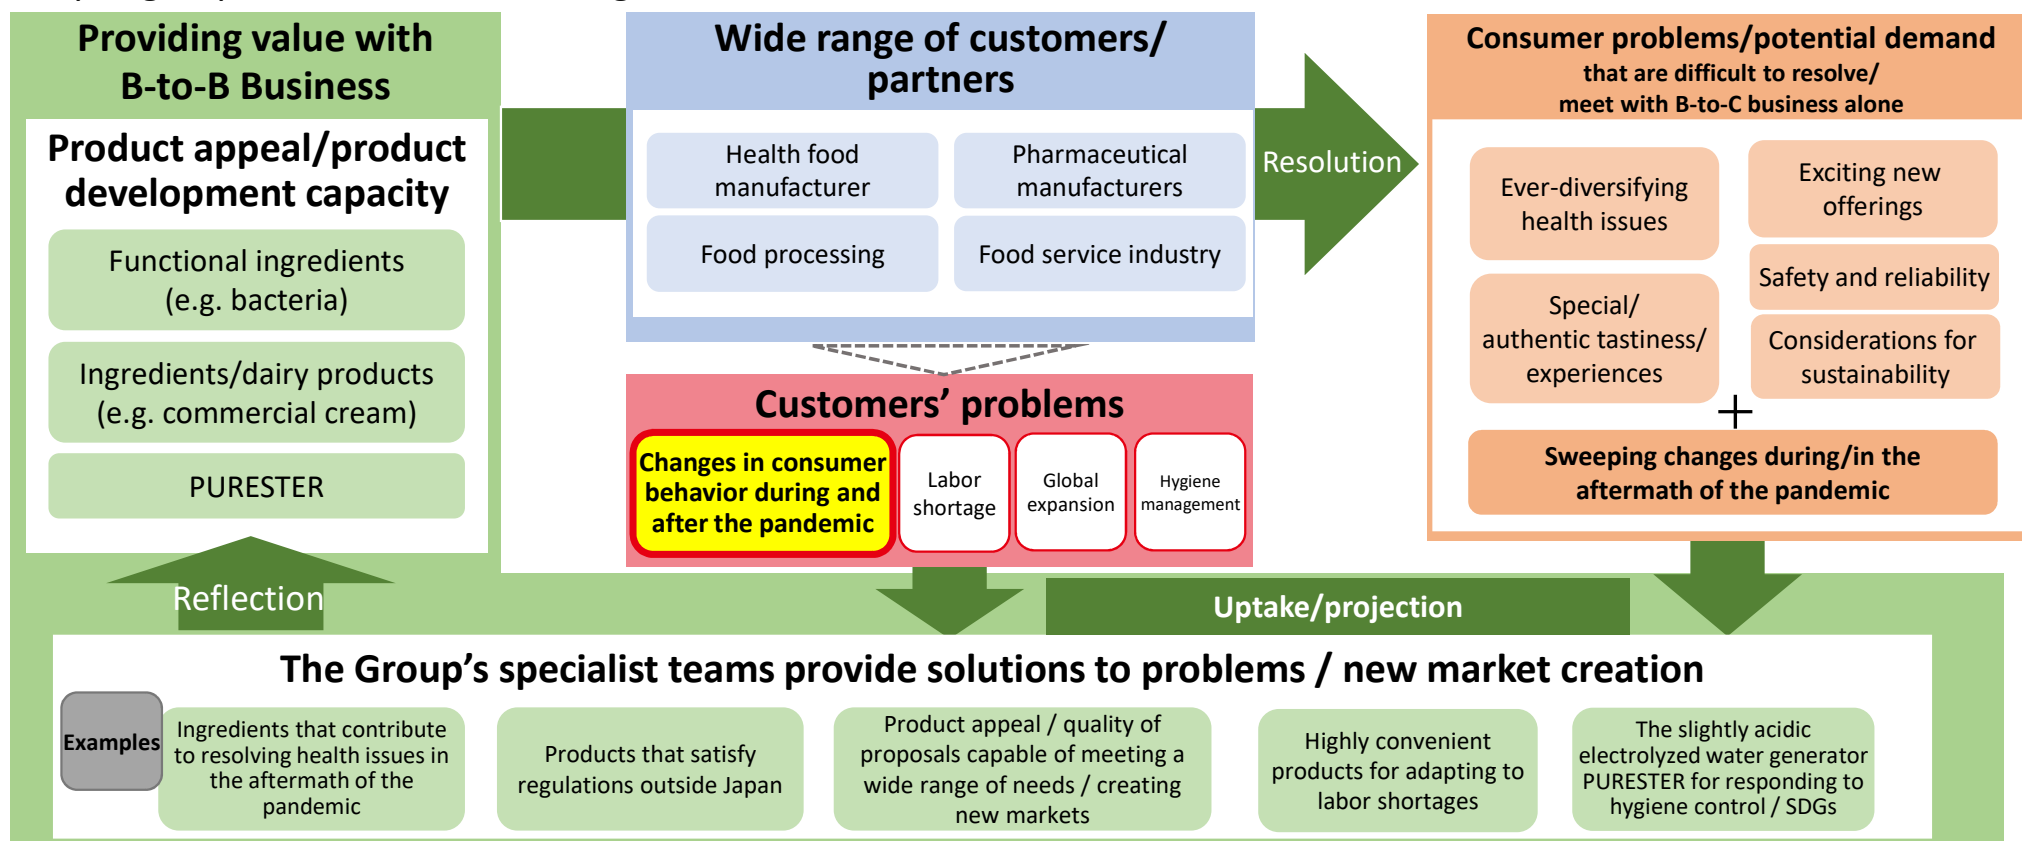 Providing value with
B-to-B Business
Product appeal/product
development capacity
Functional ingredients
(e.g. bacteria)
Ingredients/dairy products
(e.g. commercial cream)
PURESTER
Reflection
Wide range of customers/
partners
Health food
manufacturer
Pharmaceutical
manufacturers
Food processing
Food service industry
Resolution
Customers’ problems
Changes in consumer
behavior during and
after the pandemic
Labor
shortage
Global
expansion
Hygiene
management
Consumer problems/potential demand
that are difficult to resolve/
meet with B-to-C business alone
Ever-diversifying
health issues
Exciting new
offerings
Safety and reliability
Special/
authentic tastiness/
experiences
Considerations for
sustainability
+
Sweeping changes during/in the
aftermath of the pandemic
Uptake/projection
The Group’s specialist teams provide solutions to problems / new market creation
Examples
Ingredients that contribute
to resolving health issues in
the aftermath of the
pandemic
Products that satisfy
regulations outside Japan
Product appeal / quality of
proposals capable of meeting a
wide range of needs / creating
new markets
Highly convenient
products for adapting to
labor shortages
The slightly acidic
electrolyzed water generator
PURESTER for responding to
hygiene control / SDGs